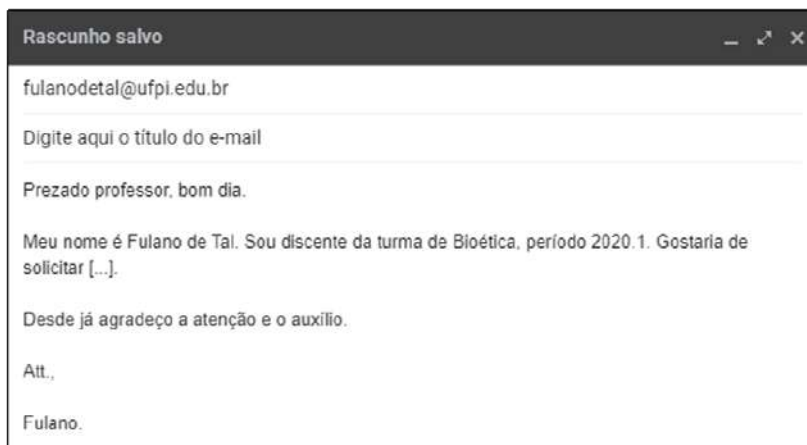 Rascunho salvo
fulanodetal@ufpi.edu.br
Digite aqui o título do e-mail
Prezado professor, bom dia.
Meu nome é Fulano de Tal. Sou discente da turma de Bioética, período 2020.1. Gostaria de
solicitar [...].
Desde já agradeço a atenção e o auxílio.
Att.,
Fulano.